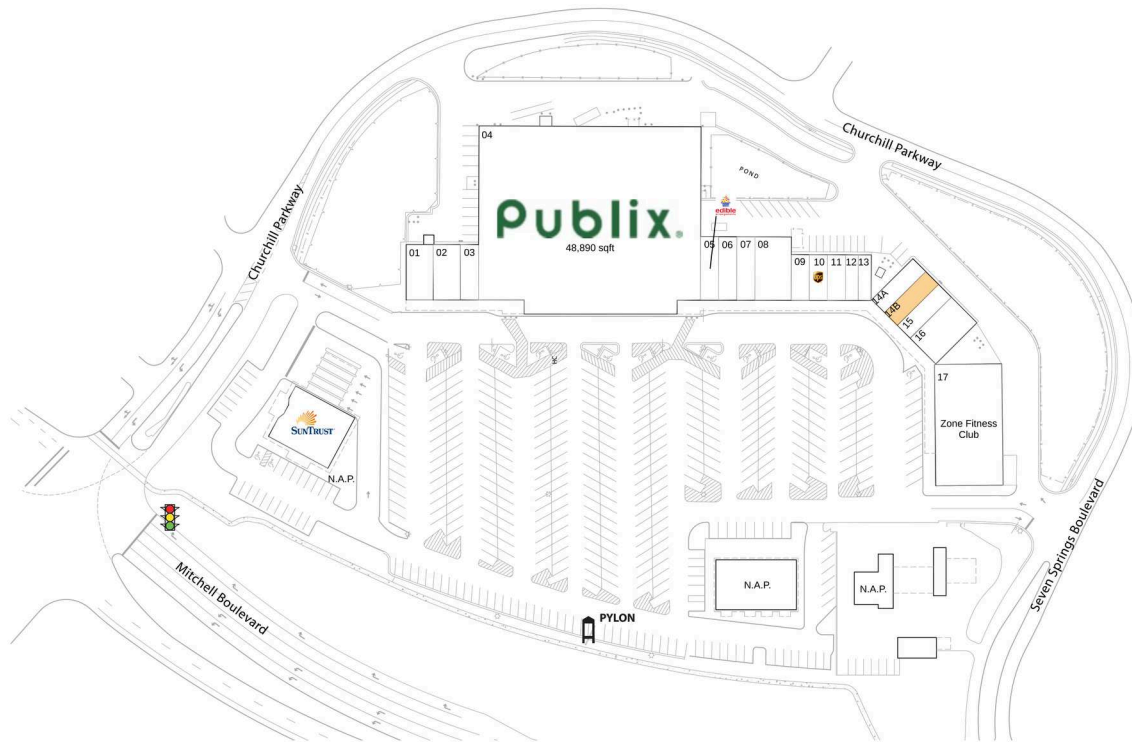 Churchill Parkway
04
POND
edible
Publix.
48,890 sqft
Churchill Parkway
01
02
03
05
06
07
08
09
10
11
12
13
14A
14B
15
16
17
Zone Fitness
Club
HC
SUNTRUST
N.A.P.
Seven Springs Boulevard
Mitchell Boulevard
N.A.P.
N.A.P.
PYLON